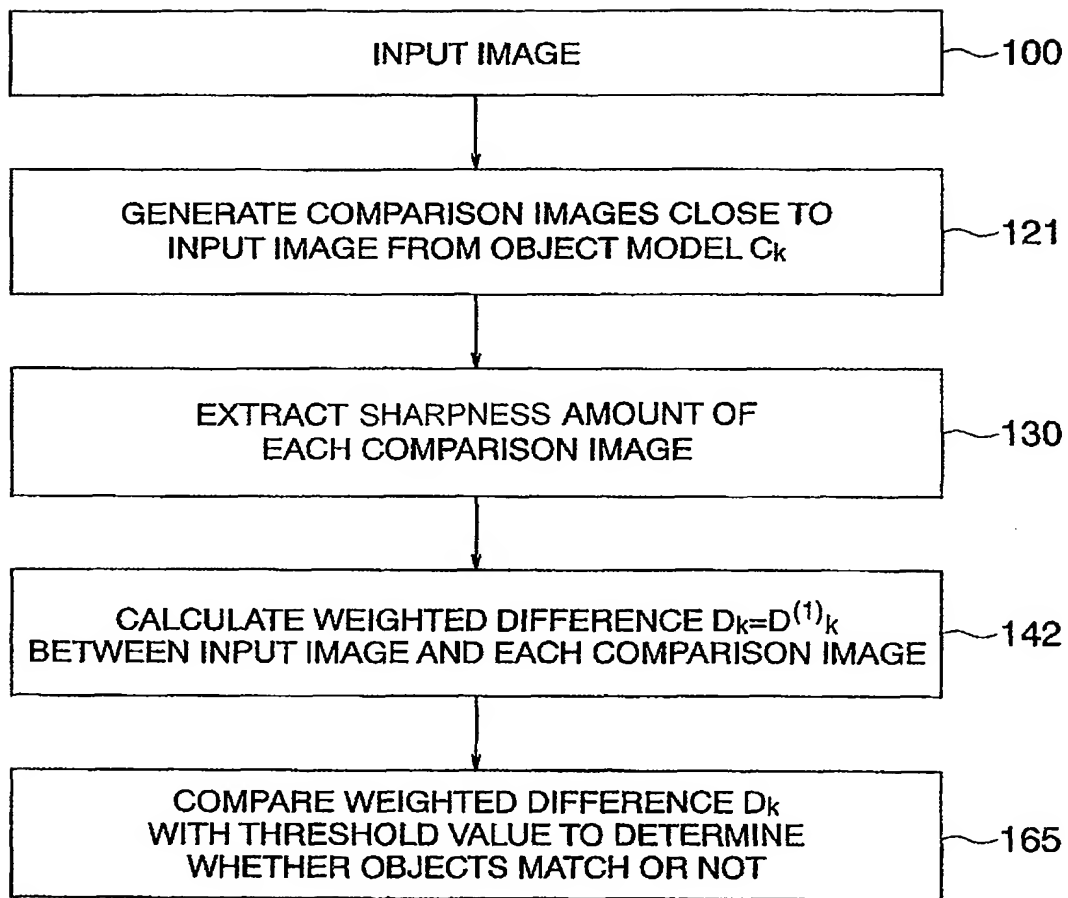 INPUT IMAGE
100
GENERATE COMPARISON IMAGES CLOSE TO
INPUT IMAGE FROM OBJECT MODEL Ck
121
EXTRACT SHARPNESS AMOUNT OF
EACH COMPARISON IMAGE
130
CALCULATE WEIGHTED DIFFERENCE Dk=D(1)k
BETWEEN INPUT IMAGE AND EACH COMPARISON IMAGE
142
COMPARE WEIGHTED DIFFERENCE Dk
WITH THRESHOLD VALUE TO DETERMINE
WHETHER OBJECTS MATCH OR NOT
165